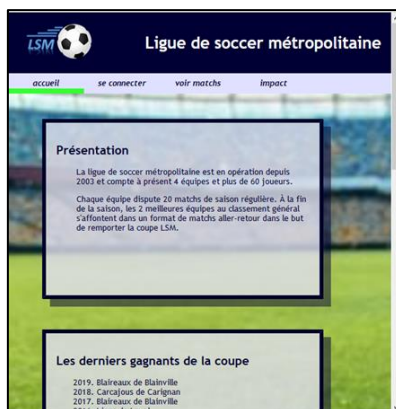 LSM
Ligue de soccer métropolitaine
accueil se connecter voir matchs impact
Présentation
La ligue de soccer métropolitaine est en opération depuis
2003 et compte à présent 4 équipes et plus de 60 joueurs.
Chaque équipe dispute 20 matchs de saison régulière. À la fin
de la saison, les 2 meilleures équipes au classement général
s'affontent dans un format de matchs aller-retour dans le but
de remporter la coupe LSM.
Les derniers gagnants de la coupe
2019. Blaireaux de Blainville
2018. Carcajous de Carignan
2017. Blaireaux de Blainville